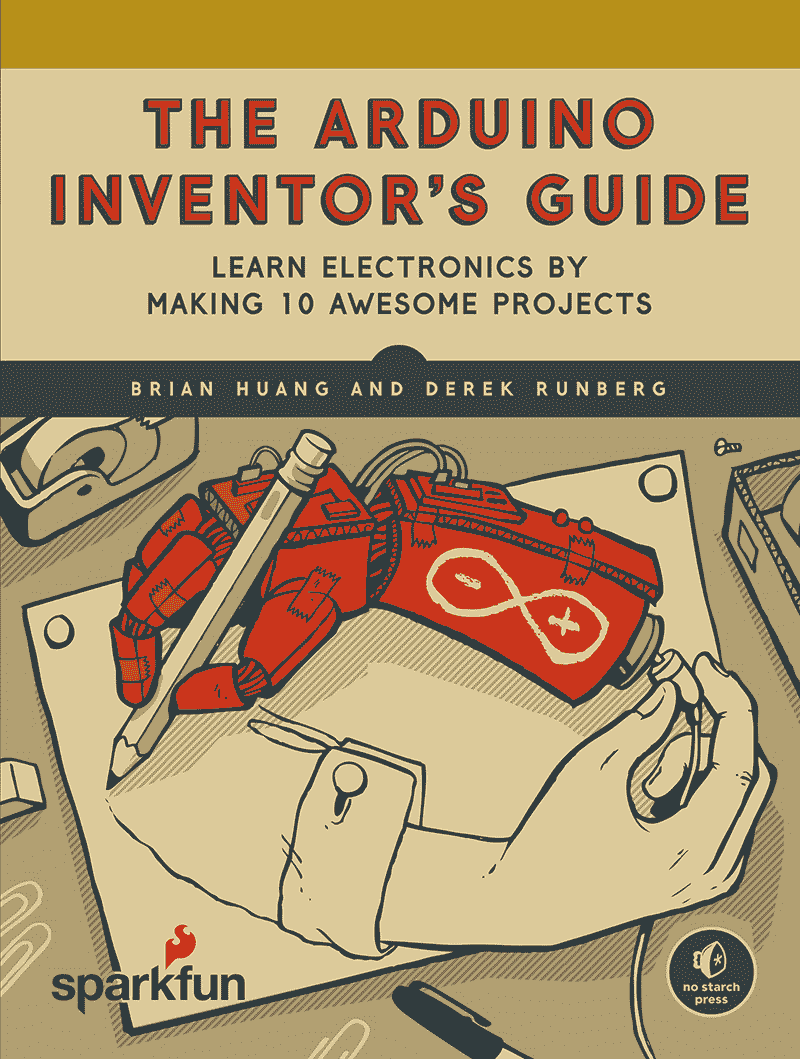 THE ARDUINO
INVENTOR'S GUIDE
LEARN ELECTRONICS BY
MAKING 10 AWESOME PROJECTS
BRIAN HUANG AND DEREK RUNBERG
sparkfun
no starch
press